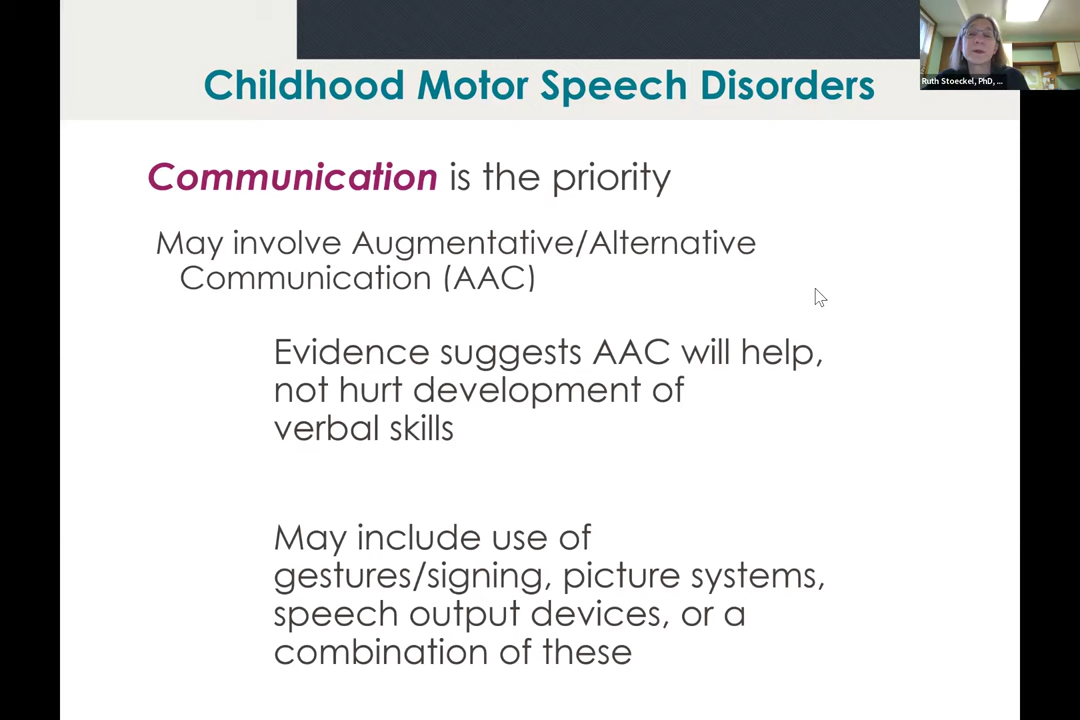 Childhood Motor Speech Disorders
Ruth Stoeckel, PhD, ...
Communication is the priority
May involve Augmentative/Alternative
Communication (AAC)
Evidence suggests AAC will help,
not hurt development of
verbal skills
May include use of
gestures/signing, picture systems,
speech output devices, or a
combination of these